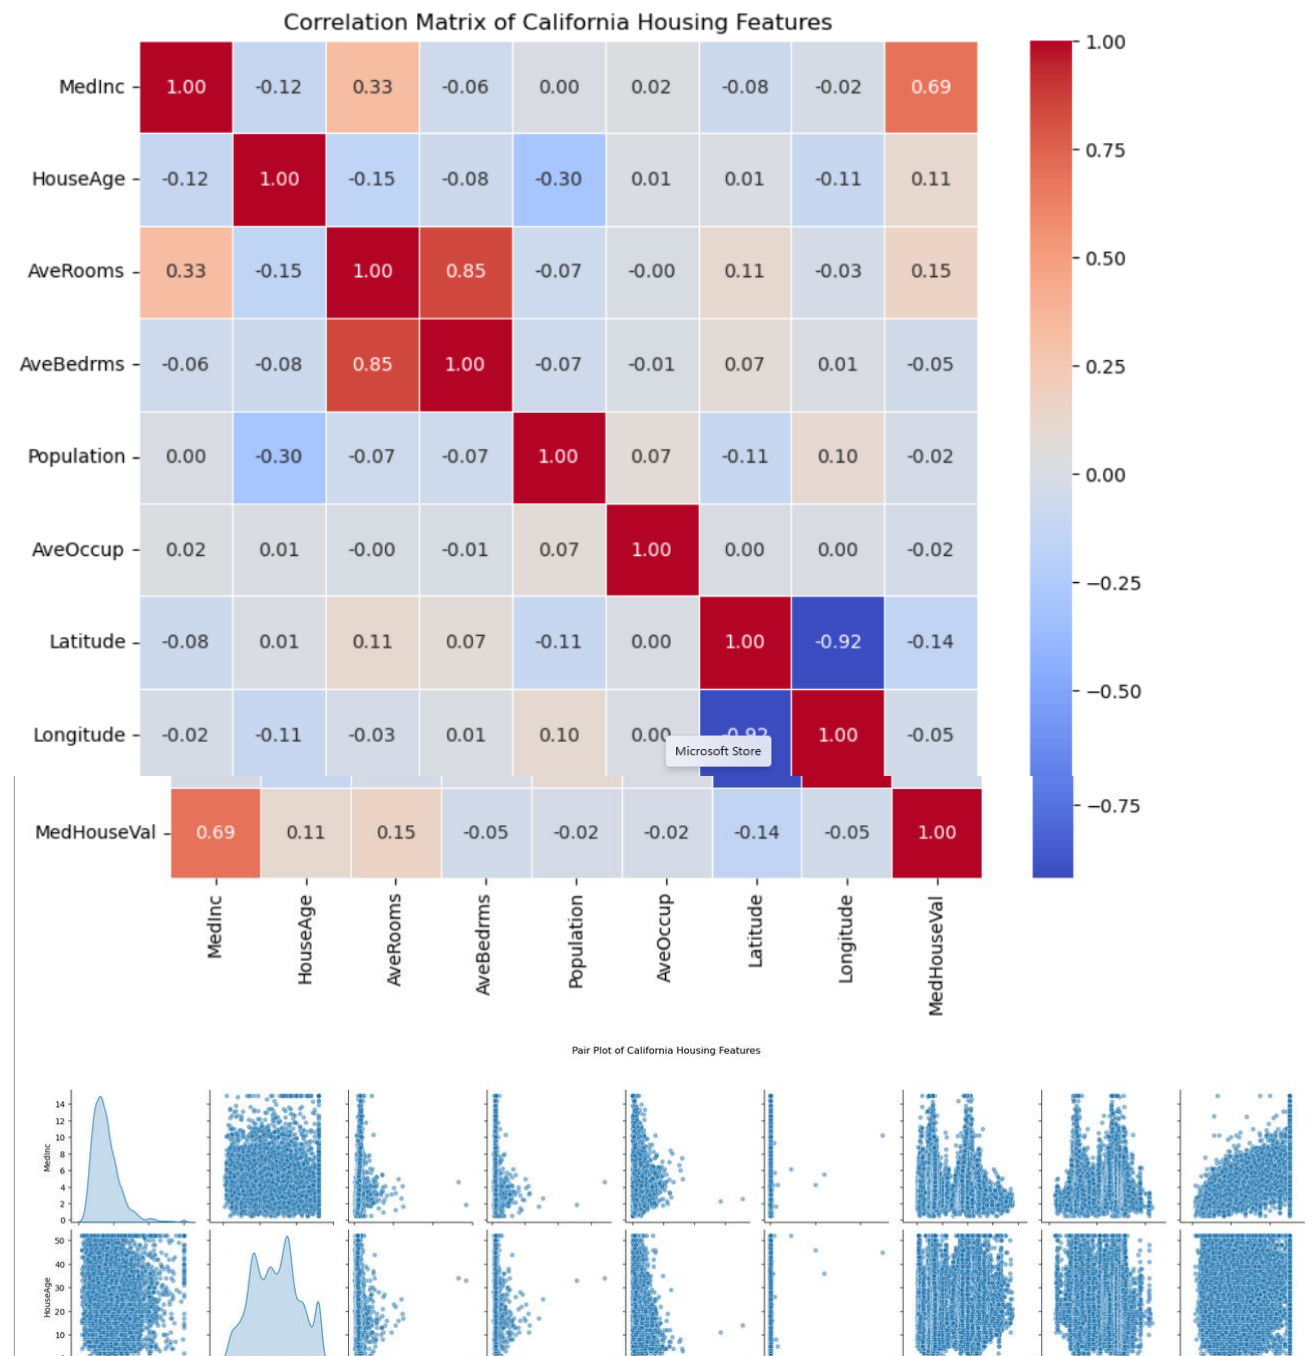 Correlation Matrix of California Housing Features
1.00
MedInc 1.00 -0.12 0.33 -0.06 0.00 0.02 -0.08 -0.02 0.69
0.75
HouseAge -0.12 1.00 -0.15 -0.08 -0.30 0.01 0.01 -0.11 0.11
0.50
AveRooms 0.33 -0.15 1.00 0.85 -0.07 -0.00 0.11 -0.03 0.15
AveBedrms -0.06 -0.08 0.85 1.00 -0.07 -0.01 0.07 0.01 -0.05
0.25
Population 0.00 -0.30 -0.07 -0.07 1.00 0.07 -0.11 0.10 -0.02
0.00
AveOccup 0.02 0.01 -0.00 -0.01 0.07 1.00 0.00 0.00 -0.02
−0.25
Latitude -0.08 0.01 0.11 0.07 -0.11 0.00 1.00 -0.92 -0.14
−0.50
Longitude -0.02 -0.11 -0.03 0.01 0.10 0.00 -0.92 1.00 -0.05
Microsoft Store
−0.75
MedHouseVal 0.69 0.11 0.15 -0.05 -0.02 -0.02 -0.14 -0.05 1.00
MedInc
HouseAge
AveRooms
AveBedrms
Population
AveOccup
Latitude
Longitude
MedHouseVal
Pair Plot of California Housing Features
MedInc
14
12
10
8
6
4
2
0
HouseAge
50
40
30
20
10